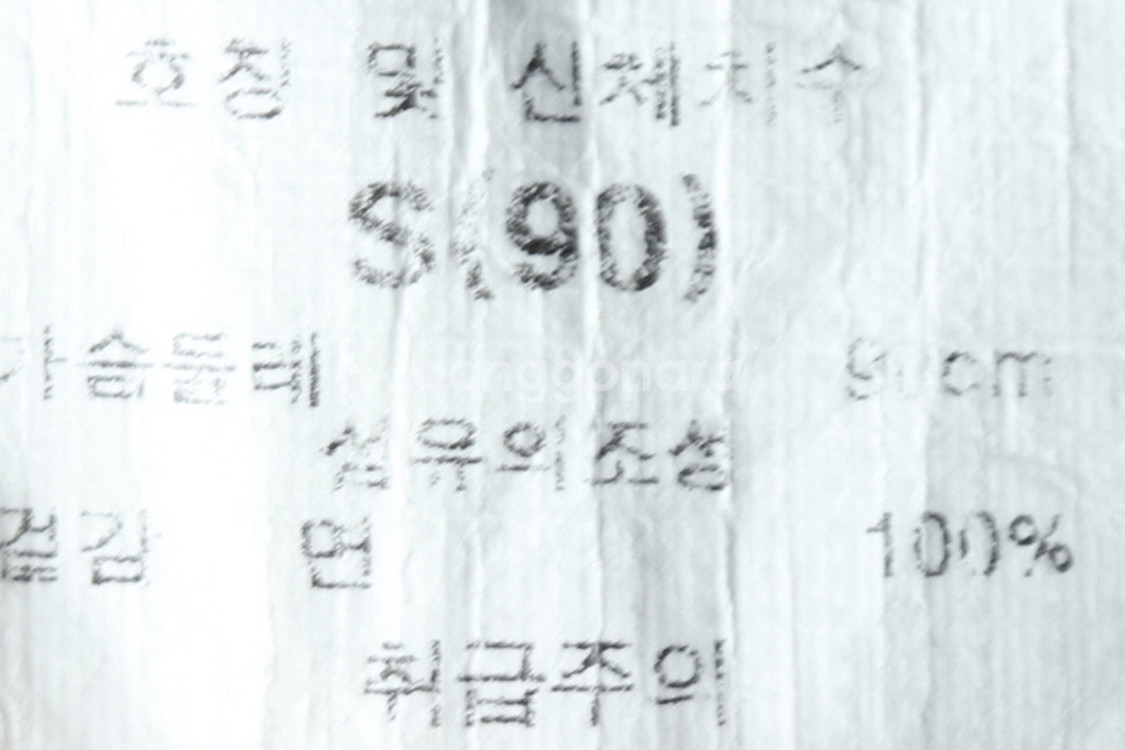 호칭 및 신체치수
S(90)
가슴둘레 90cm
섬유의조성
겉감 면 100%
취급주의
Joonggonara